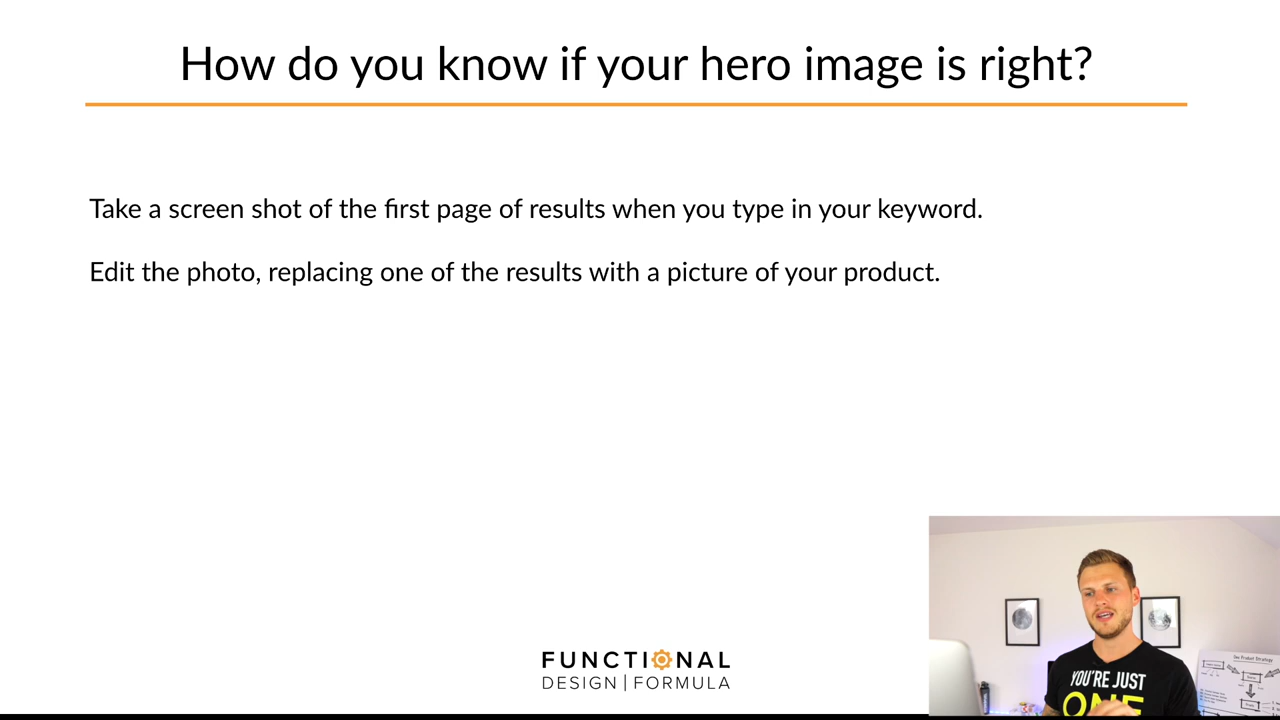 How do you know if your hero image is right?
Take a screen shot of the first page of results when you type in your keyword.
Edit the photo, replacing one of the results with a picture of your product.
FUNCTIONAL
DESIGN | FORMULA
YOU'RE JUST
ONE